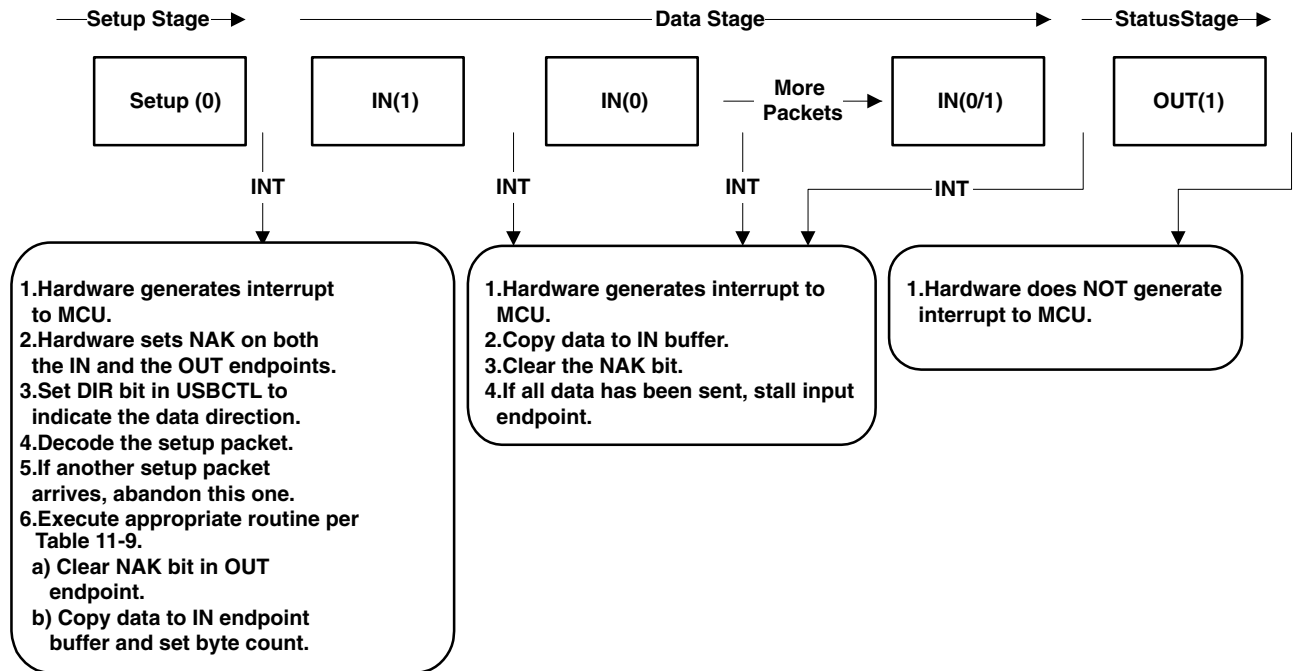 Setup Stage
Data Stage
StatusStage
Setup (0)
IN(1)
IN(0)
More
Packets
IN(0/1)
OUT(1)
INT
INT
INT
INT
1.Hardware generates interrupt
to MCU.
2.Hardware sets NAK on both
the IN and the OUT endpoints.
3.Set DIR bit in USBCTL to
indicate the data direction.
4.Decode the setup packet.
5.If another setup packet
arrives, abandon this one.
6.Execute appropriate routine per
Table 11-9.
a) Clear NAK bit in OUT
endpoint.
b) Copy data to IN endpoint
buffer and set byte count.
1.Hardware generates interrupt to
MCU.
2.Copy data to IN buffer.
3.Clear the NAK bit.
4.If all data has been sent, stall input
endpoint.
1.Hardware does NOT generate
interrupt to MCU.